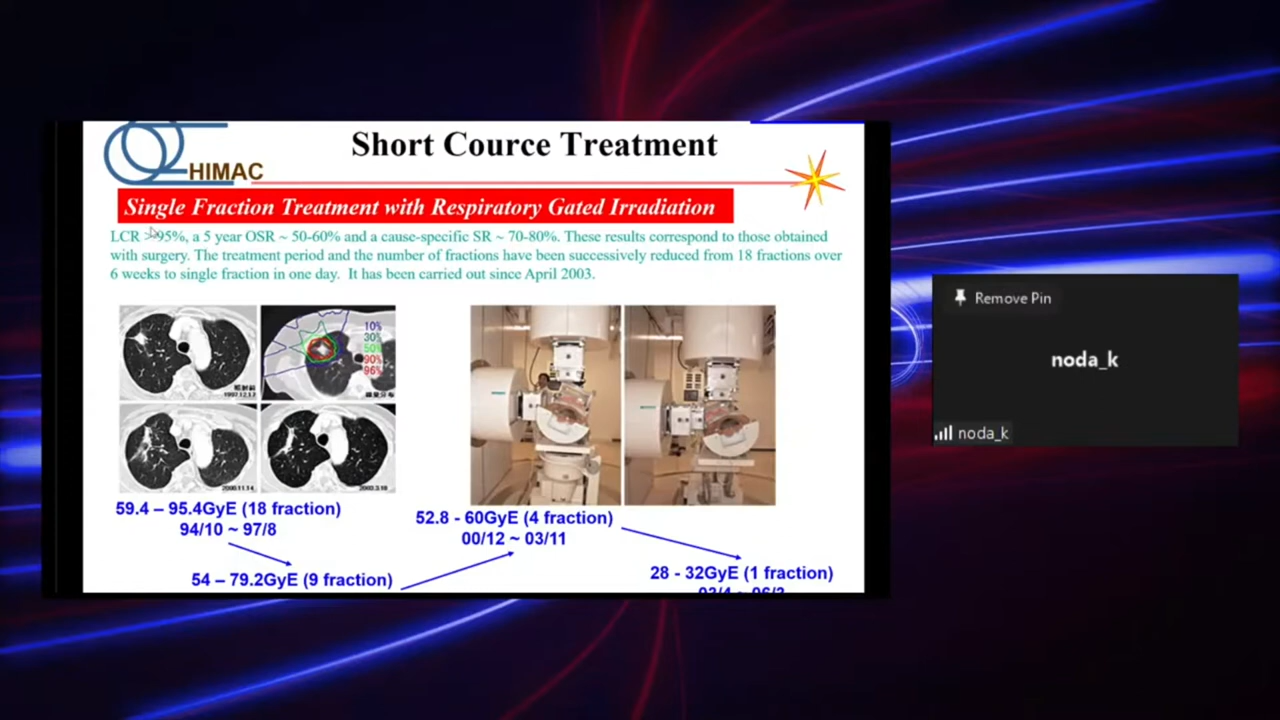 HIMAC
Short Cource Treatment
Single Fraction Treatment with Respiratory Gated Irradiation
LCR >95%, a 5 year OSR ~ 50-60% and a cause-specific SR ~ 70-80%. These results correspond to those obtained
with surgery. The treatment period and the number of fractions have been successively reduced from 18 fractions over
6 weeks to single fraction in one day. It has been carried out since April 2003.
10%
30%
50%
90%
96%
59.4 – 95.4GyE (18 fraction)
94/10 ~ 97/8
52.8 - 60GyE (4 fraction)
00/12 ~ 03/11
54 – 79.2GyE (9 fraction)
28 - 32GyE (1 fraction)
Remove Pin
noda_k
noda_k